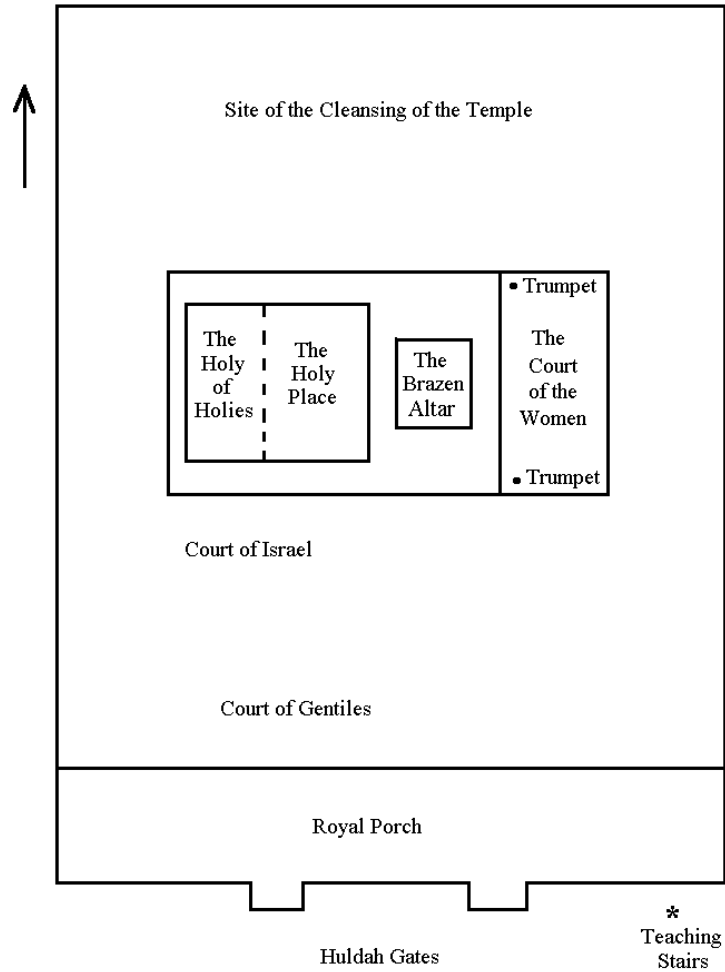 Site of the Cleansing of the Temple
• Trumpet
The
Holy
of
Holies
The
Holy
Place
The
Brazen
Altar
The
Court
of the
Women
• Trumpet
Court of Israel
Court of Gentiles
Royal Porch
Huldah Gates
*
Teaching
Stairs